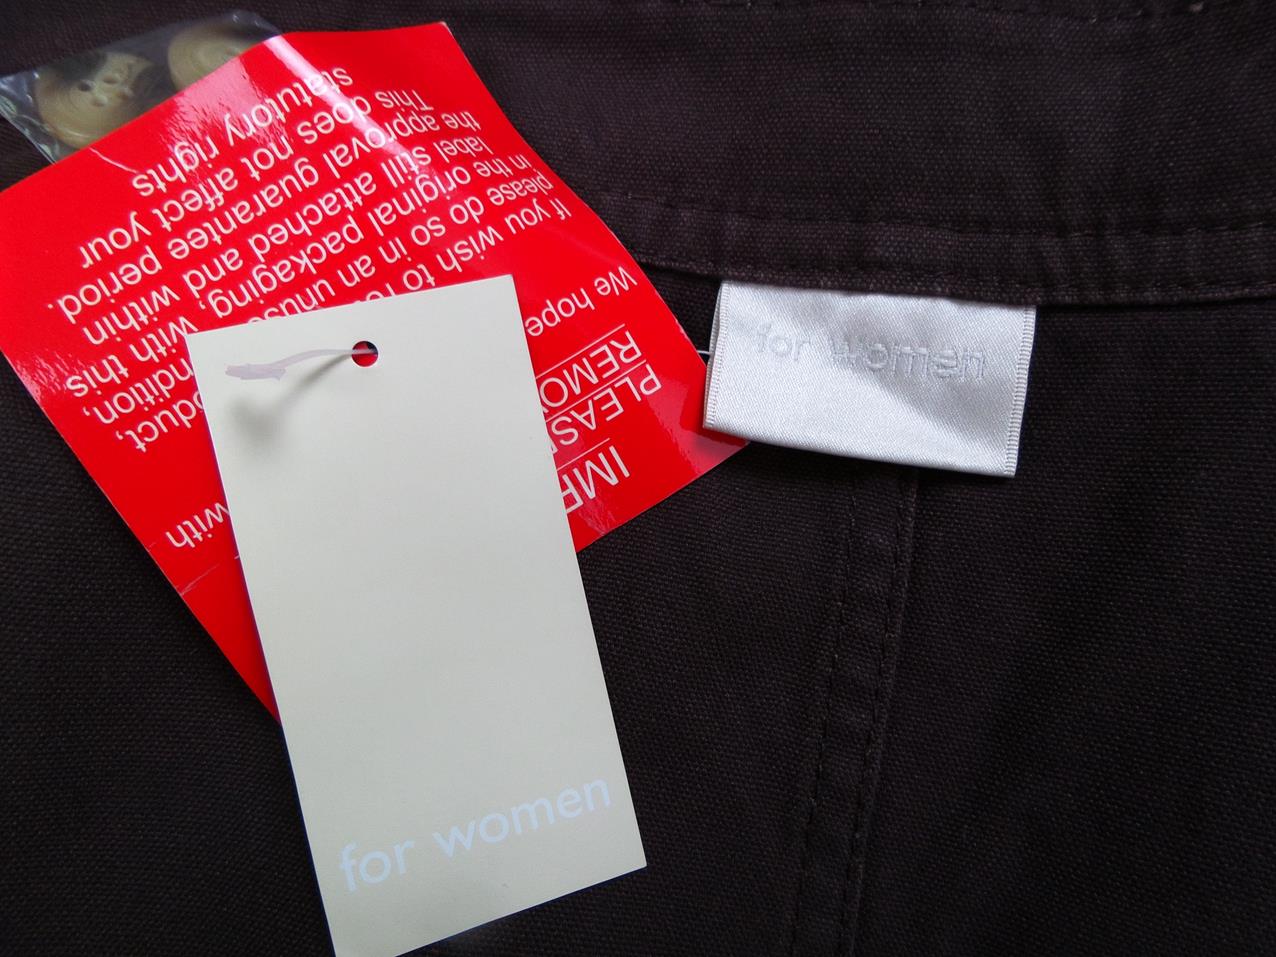 IMP
PLEAS
REMOV
We hope
with
If you wish to
please do so in an unus
in the original packaging, with this
label still attached and within
the approval guarantee period.
This does not affect your
statutory rights
oduct,
ndition,
for women
for women